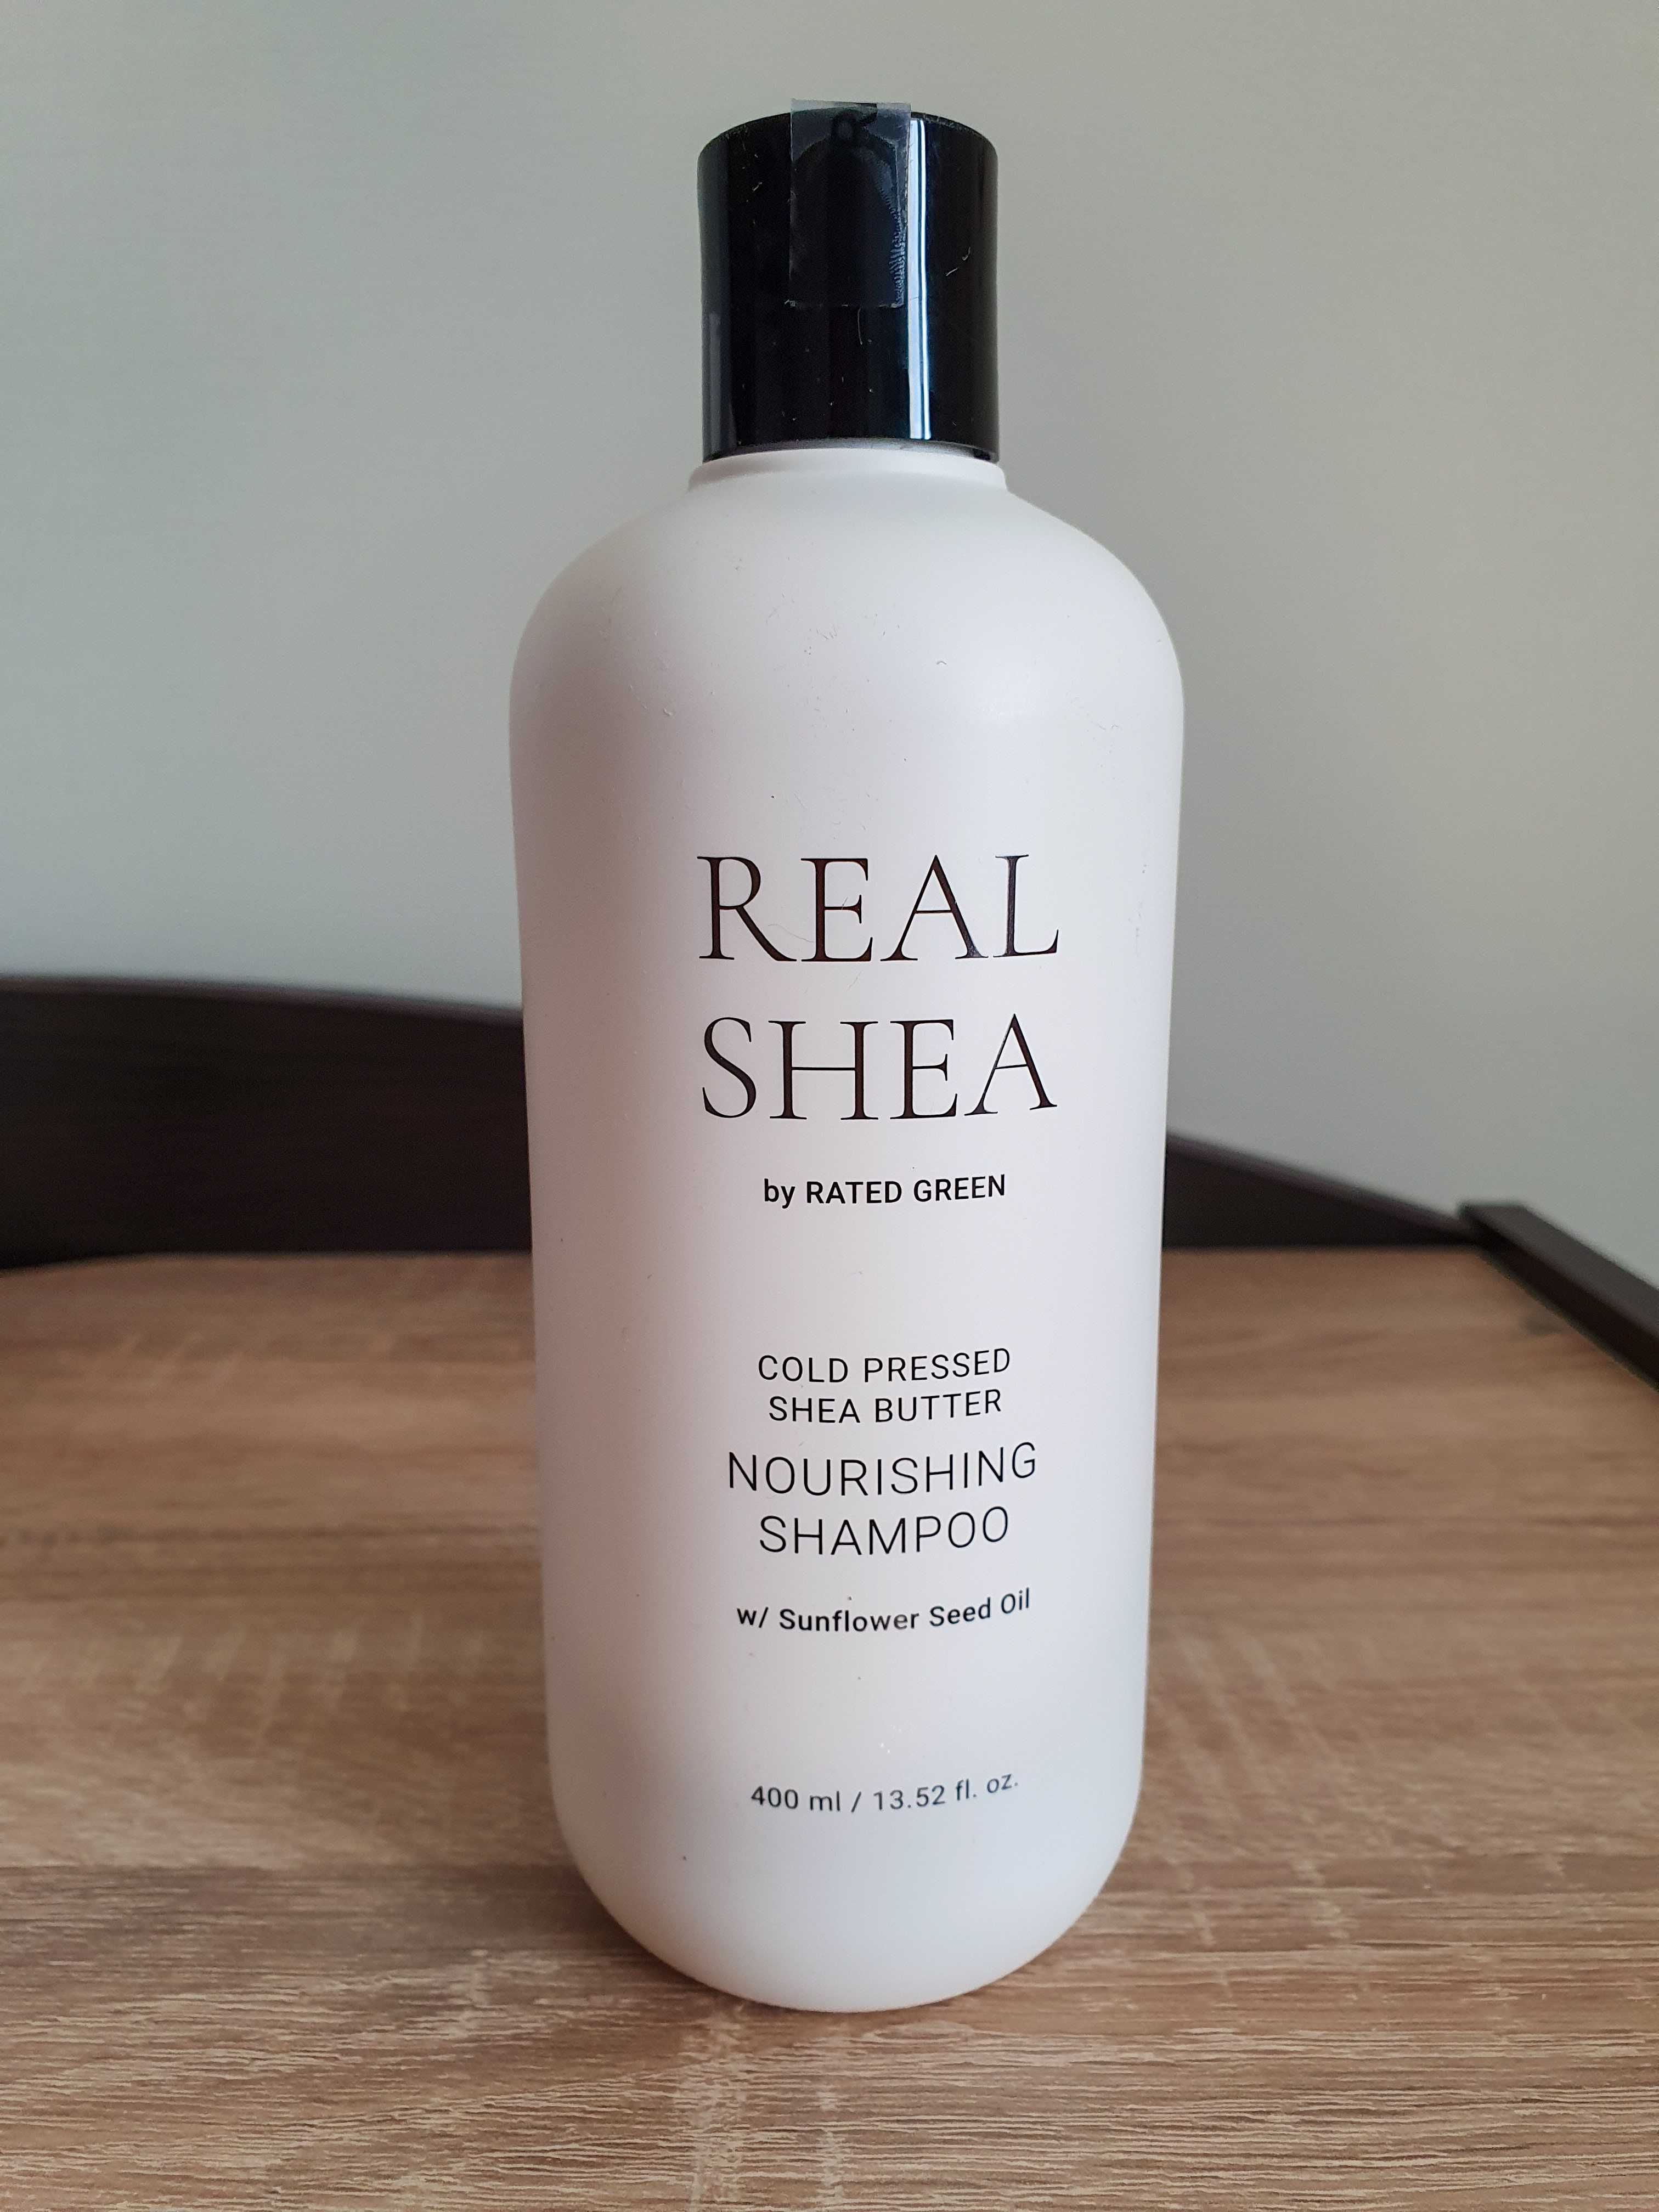 R
REAL
SHEA
by RATED GREEN
COLD PRESSED
SHEA BUTTER
NOURISHING
SHAMPOO
w/ Sunflower Seed Oil
400 ml / 13.52 fl. oz.